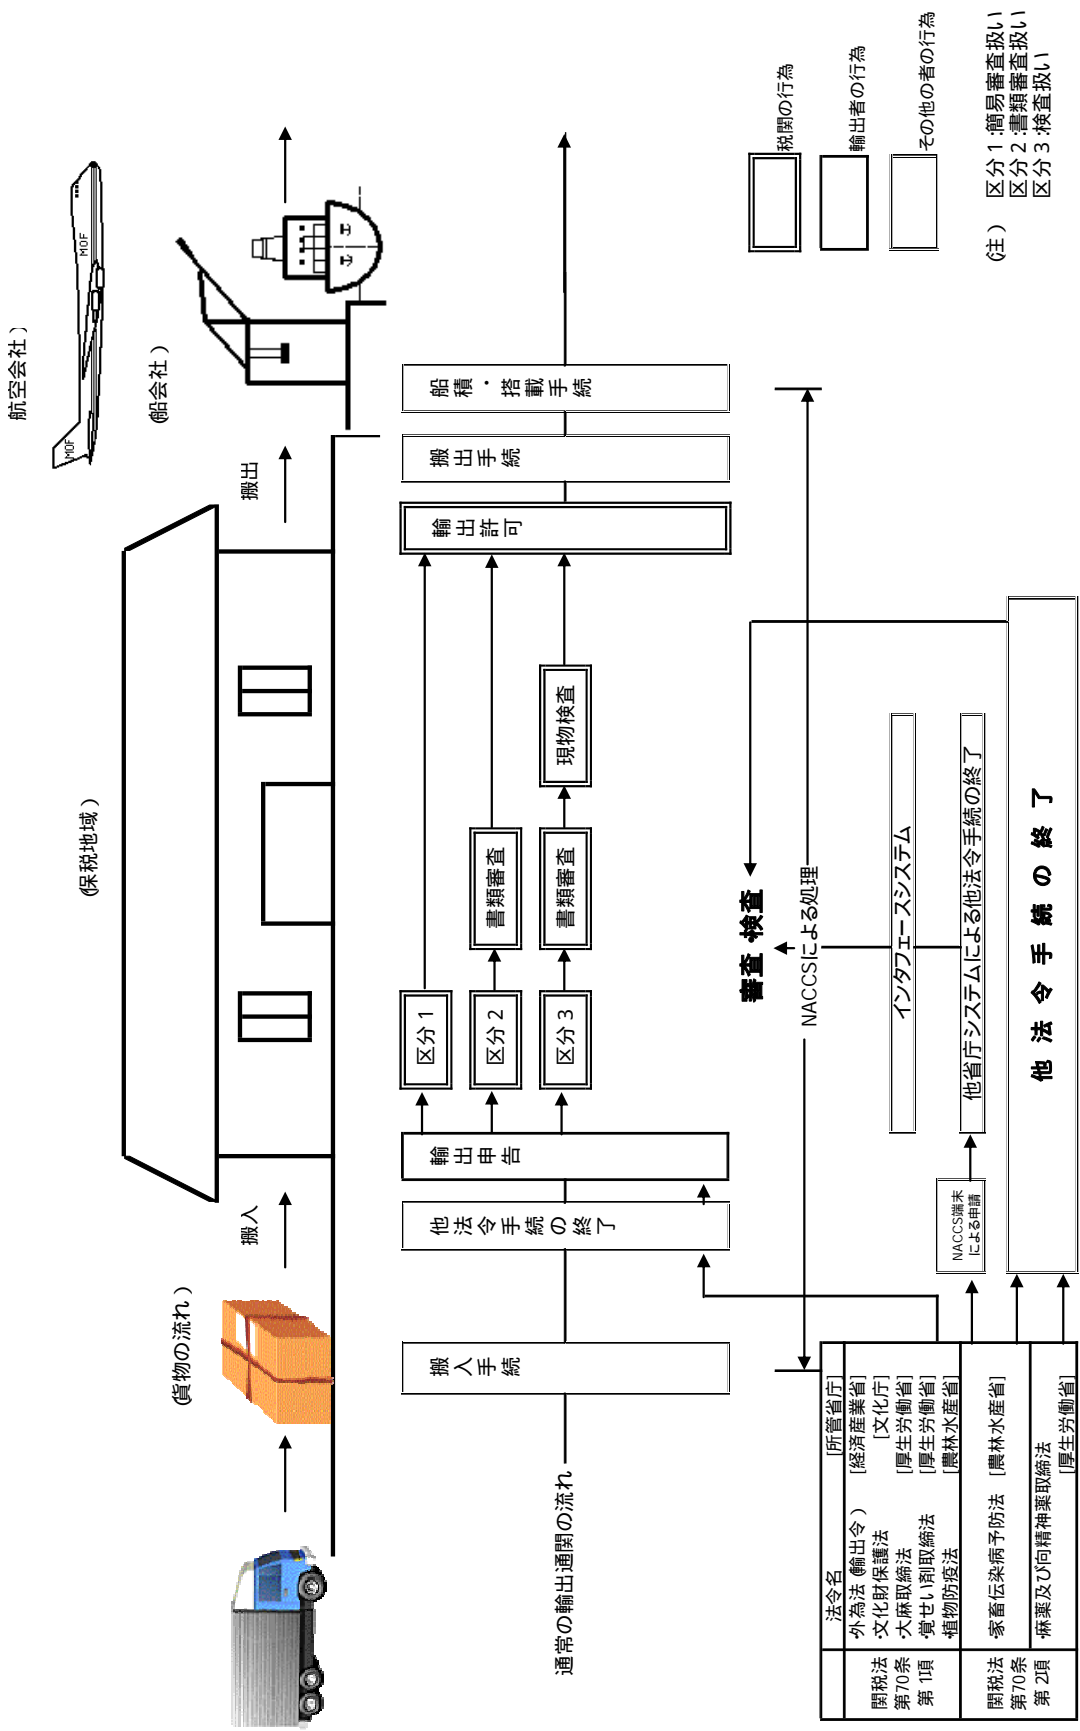 航空会社）
MOF
MOF
（船会社）
（保税地域）
（貨物の流れ）
搬入
搬出
通常の輸出通関の流れ
搬入手続
他法令手続の終了
輸出申告
区分１
区分２
区分３
書類審査
書類審査
現物検査
輸出許可
搬出手続
船積・搭載手続
NACCSによる処理
審査・検査
インタフェースシステム
他省庁システムによる他法令手続の終了
NACCS端末
による申請
他法令手続の終了
法令名 [所管省庁]
関税法
第70条
第1項
・外為法（輸出令） [経済産業省]
・文化財保護法 [文化庁]
・大麻取締法 [厚生労働省]
・覚せい剤取締法 [厚生労働省]
・植物防疫法 [農林水産省]
関税法
第70条
第2項
・家畜伝染病予防法 [農林水産省]
・麻薬及び向精神薬取締法
[厚生労働省]
税関の行為
輸出者の行為
その他の者の行為
（注） 区分１：簡易審査扱い
区分２：書類審査扱い
区分３：検査扱い